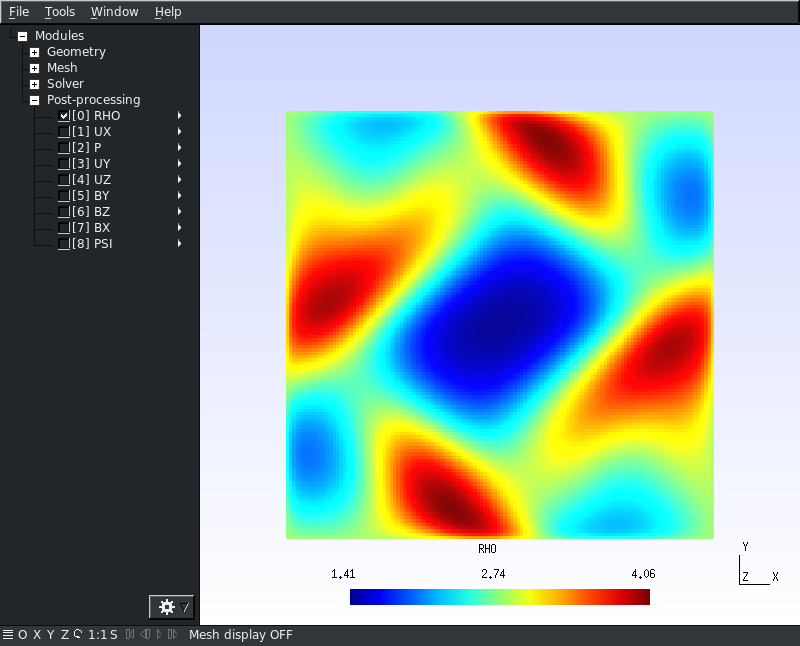 File Tools Window Help
Modules
Geometry
Mesh
Solver
Post-processing
[0] RHO
[1] UX
[2] P
[3] UY
[4] UZ
[5] BY
[6] BZ
[7] BX
[8] PSI
RHO
1.41 2.74 4.06
Y
Z X
O X Y Z 1:1 S Mesh display OFF